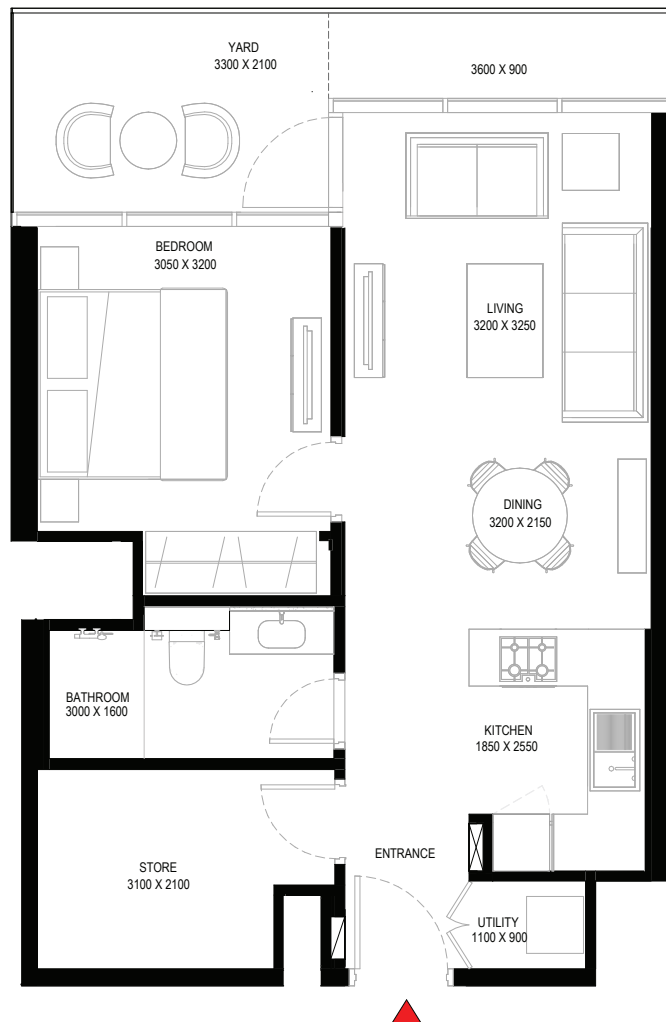 YARD
3300 X 2100
3600 X 900
BEDROOM
3050 X 3200
LIVING
3200 X 3250
DINING
3200 X 2150
BATHROOM
3000 X 1600
KITCHEN
1850 X 2550
ENTRANCE
STORE
3100 X 2100
UTILITY
1100 X 900